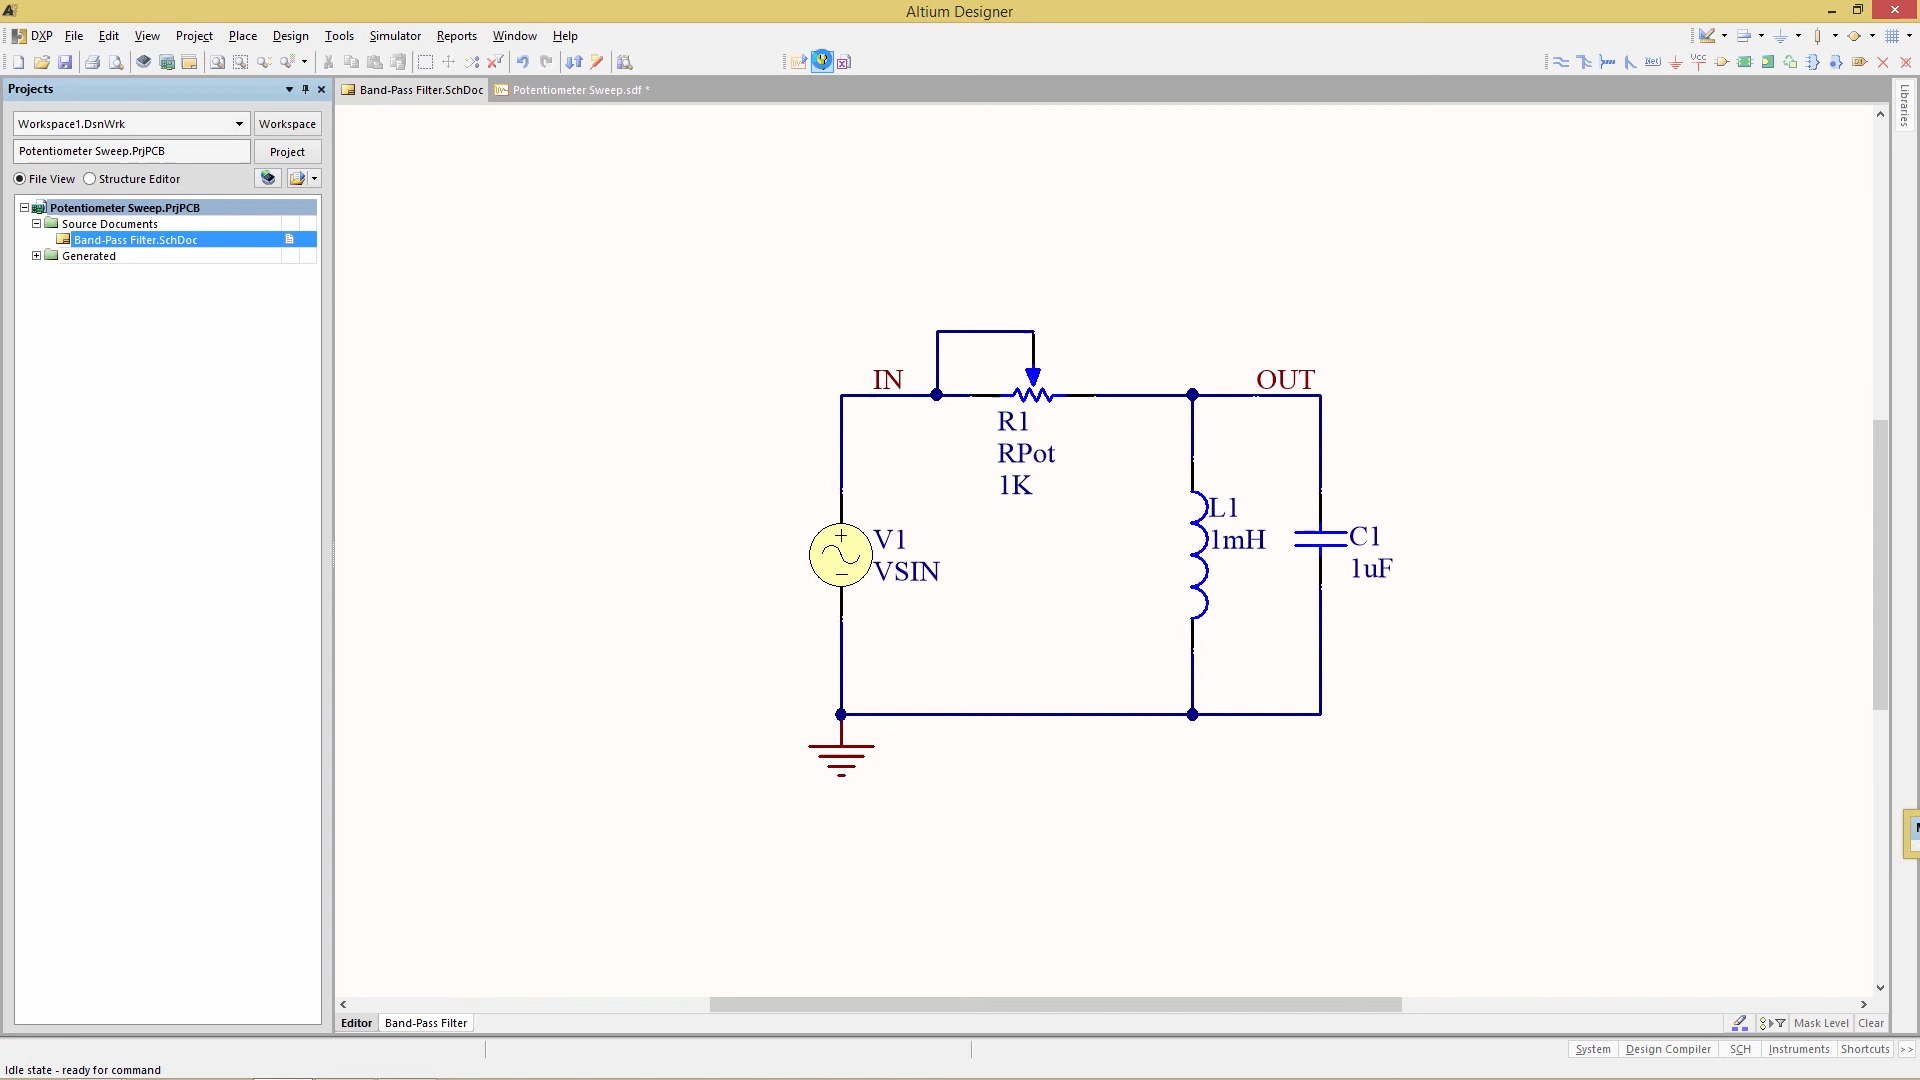 Altium Designer
DXP File Edit View Project Place Design Tools Simulator Reports Window Help
Projects
Band-Pass Filter.SchDoc
Potentiometer Sweep.sdf *
Workspace1.DsnWrk
Workspace
Potentiometer Sweep.PrjPCB
Project
File View
Structure Editor
Potentiometer Sweep.PrjPCB
Source Documents
Band-Pass Filter.SchDoc
Generated
Libraries
IN
OUT
R1
RPot
1K
L1
1mH
C1
1uF
V1
VSIN
Editor
Band-Pass Filter
Mask Level
Clear
System
Design Compiler
SCH
Instruments
Shortcuts
>>
Idle state - ready for command